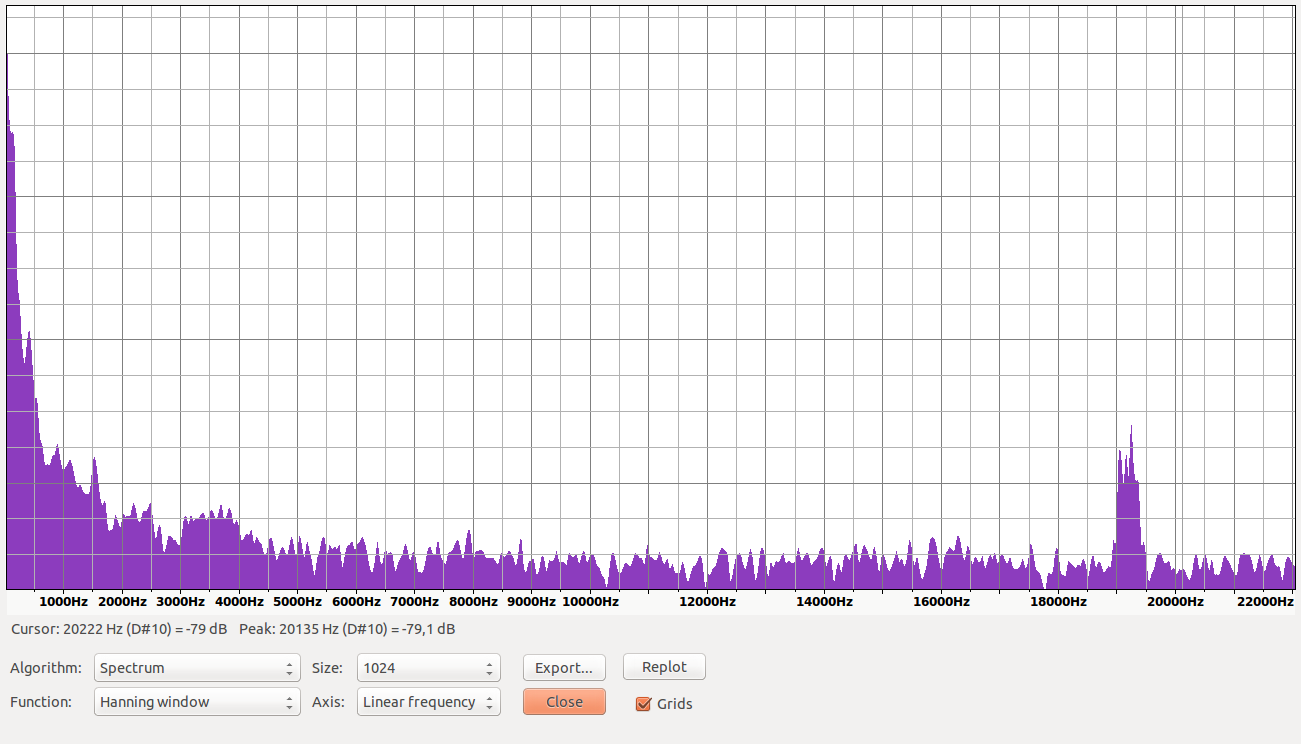 1000Hz 2000Hz 3000Hz 4000Hz 5000Hz 6000Hz 7000Hz 8000Hz 9000Hz 10000Hz 12000Hz 14000Hz 16000Hz 18000Hz 20000Hz 22000Hz
Cursor: 20222 Hz (D#10) = -79 dB Peak: 20135 Hz (D#10) = -79,1 dB
Algorithm: Spectrum Size: 1024 Export... Replot
Function: Hanning window Axis: Linear frequency Close Grids